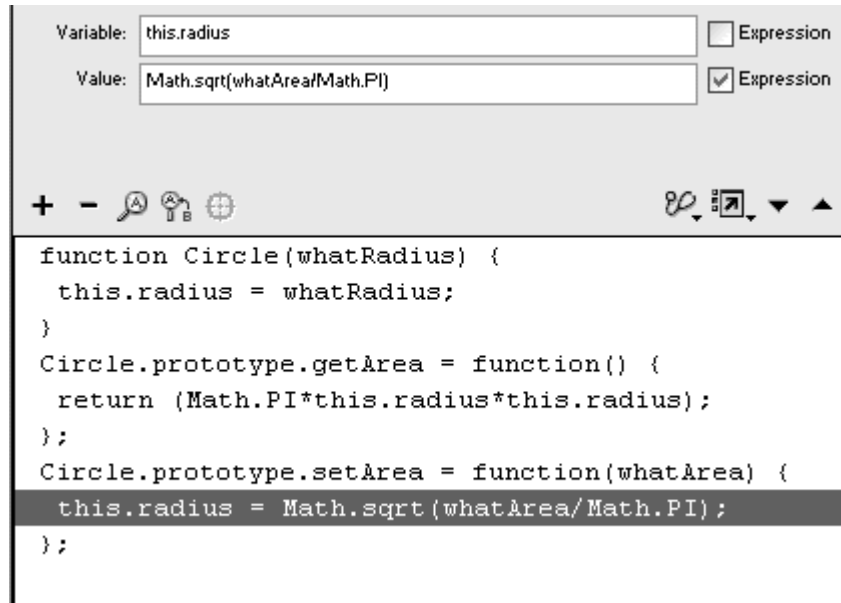 Variable: this.radius Expression
Value: Math.sqrt(whatArea/Math.PI) Expression
function Circle(whatRadius) {
this.radius = whatRadius;
}
Circle.prototype.getArea = function() {
return (Math.PI*this.radius*this.radius);
};
Circle.prototype.setArea = function(whatArea) {
this.radius = Math.sqrt(whatArea/Math.PI);
};